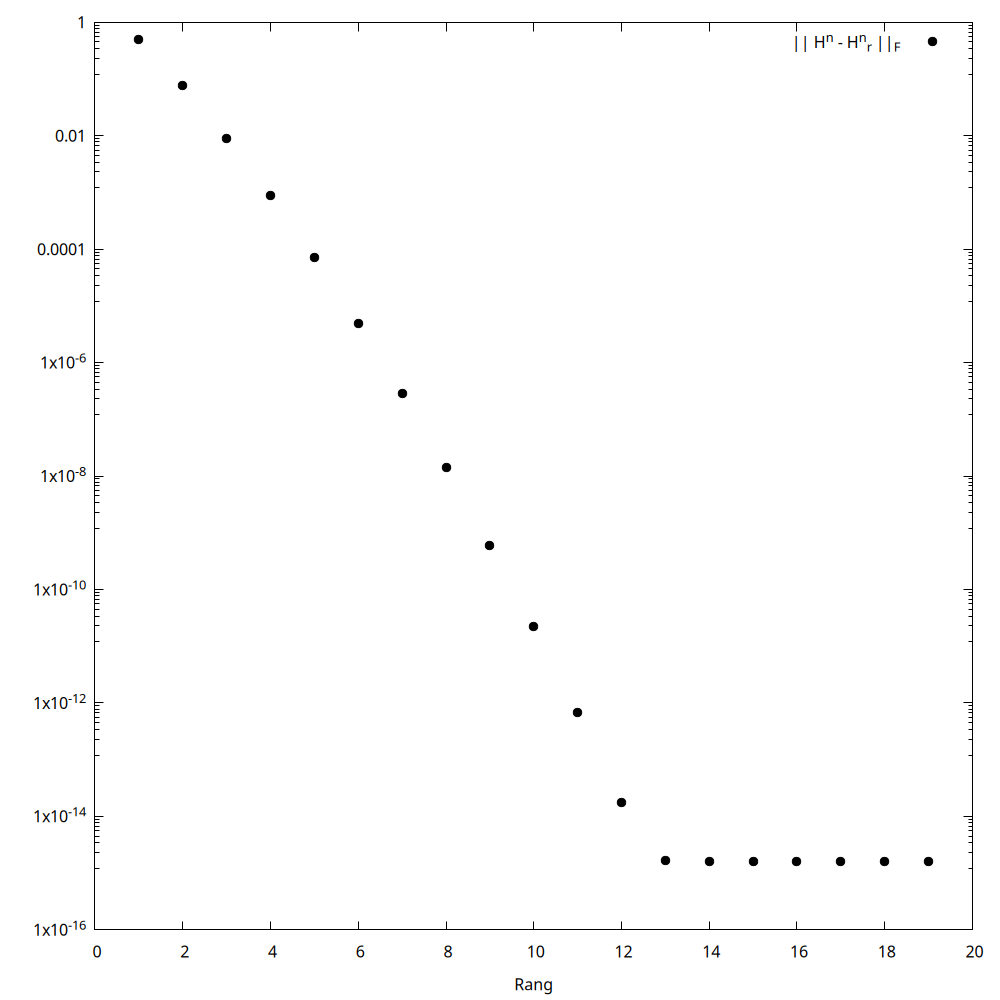 1
|| Hⁿ - Hⁿᵣ ||F
0.01
0.0001
1x10⁻⁶
1x10⁻⁸
1x10⁻¹⁰
1x10⁻¹²
1x10⁻¹⁴
1x10⁻¹⁶
0 2 4 6 8 10 12 14 16 18 20
Rang